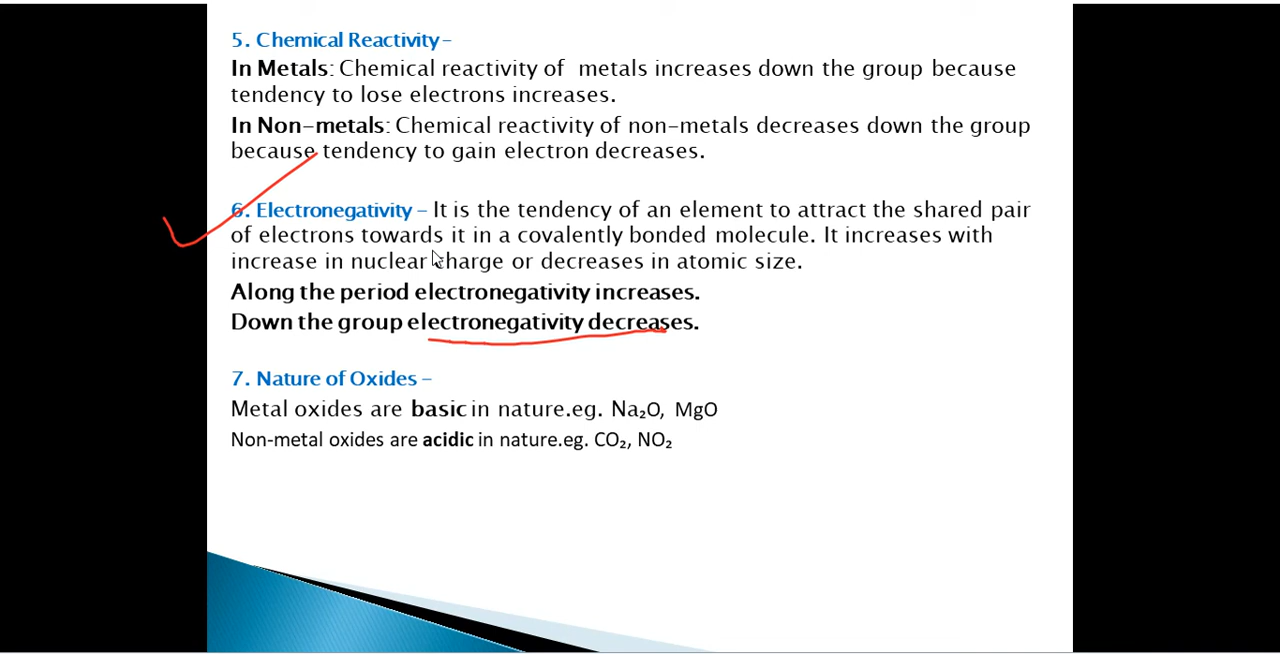 5. Chemical Reactivity–
In Metals: Chemical reactivity of metals increases down the group because
tendency to lose electrons increases.
In Non-metals: Chemical reactivity of non-metals decreases down the group
because tendency to gain electron decreases.
6. Electronegativity – It is the tendency of an element to attract the shared pair
of electrons towards it in a covalently bonded molecule. It increases with
increase in nuclear charge or decreases in atomic size.
Along the period electronegativity increases.
Down the group electronegativity decreases.
7. Nature of Oxides –
Metal oxides are basic in nature.eg. Na₂O, MgO
Non-metal oxides are acidic in nature.eg. CO₂, NO₂